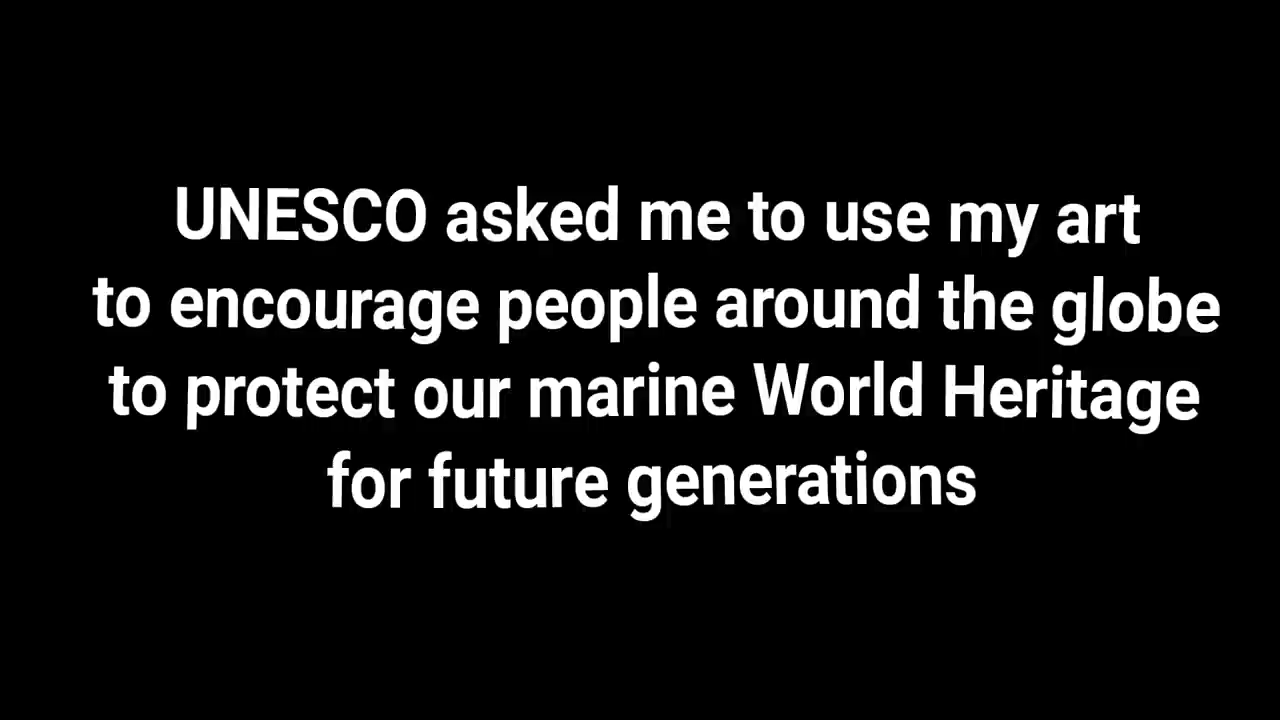 UNESCO asked me to use my art
to encourage people around the globe
to protect our marine World Heritage
for future generations